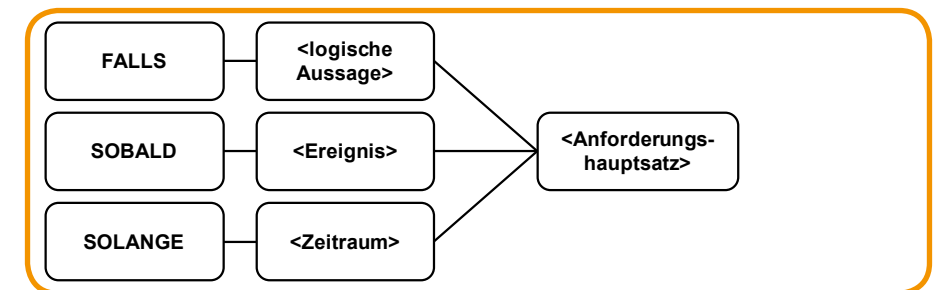 FALLS
<logische
Aussage>
SOBALD
<Ereignis>
<Anforderungs-
hauptsatz>
SOLANGE
<Zeitraum>